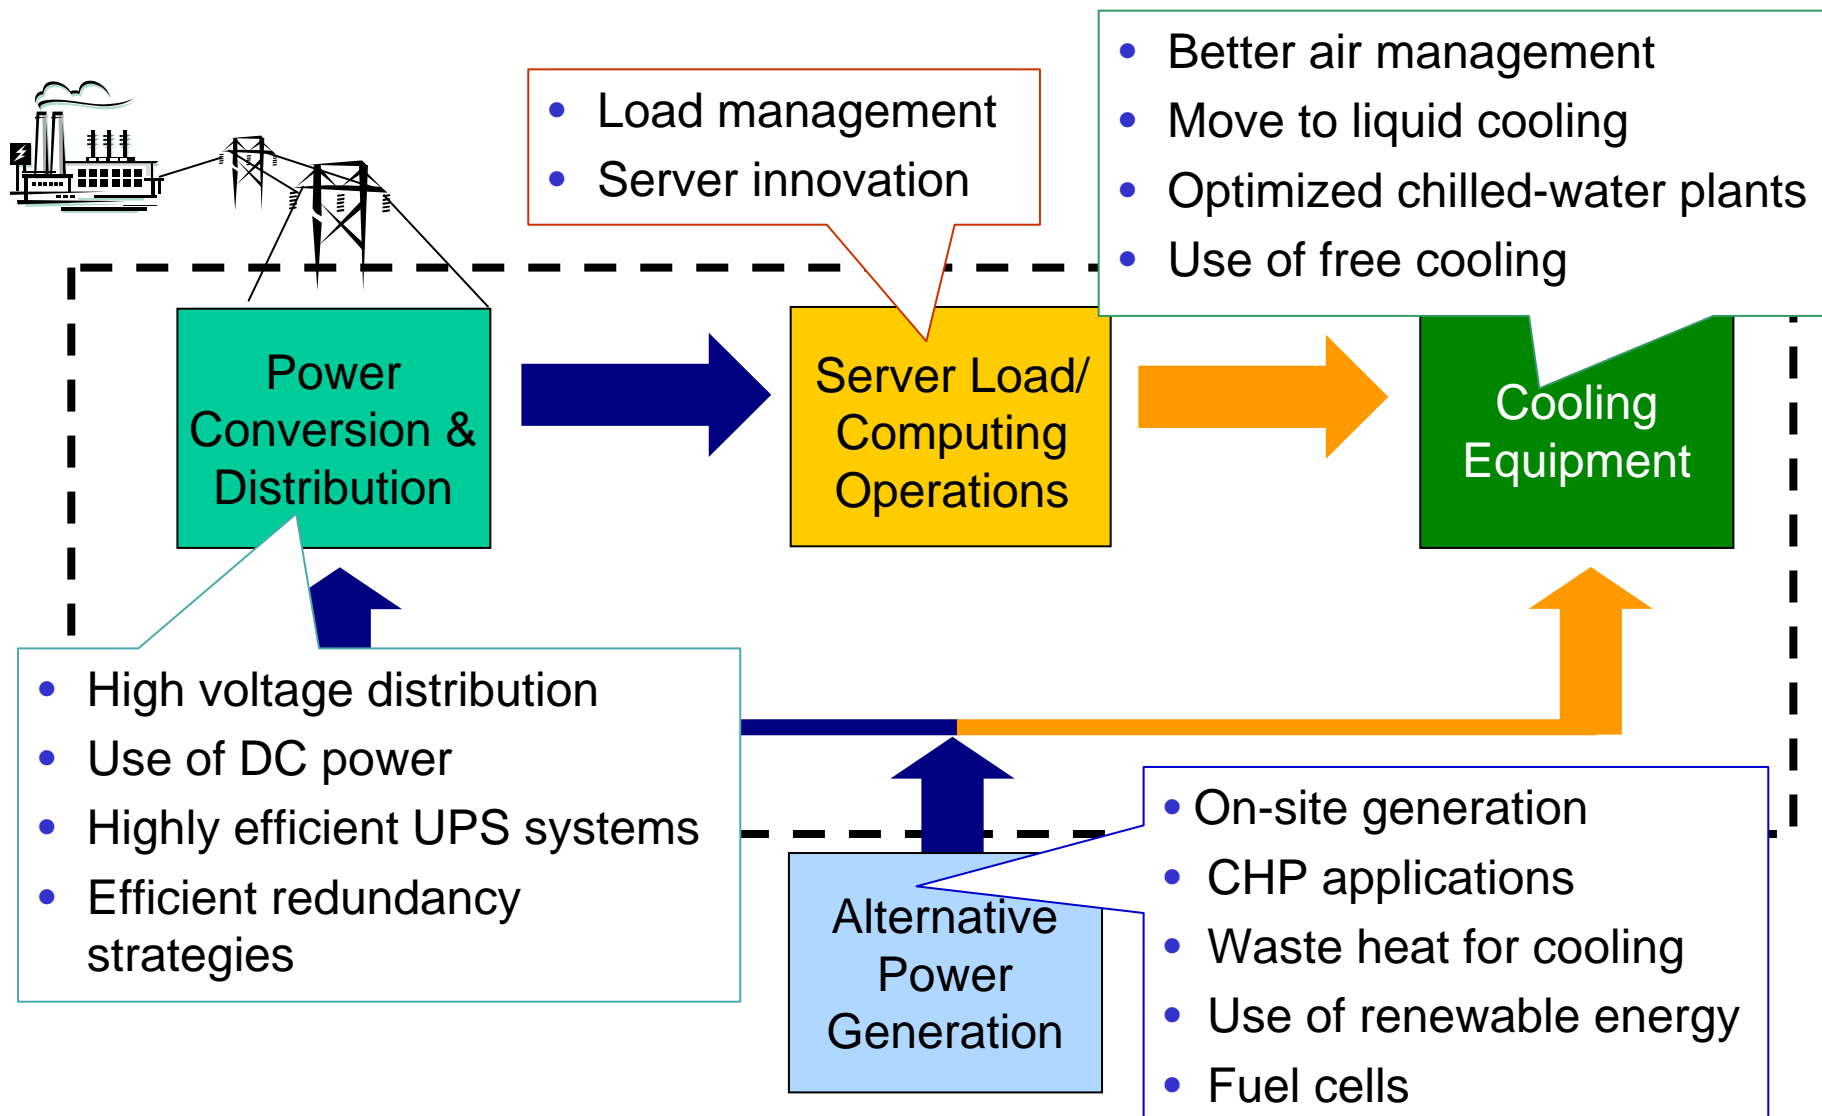 • Better air management
• Move to liquid cooling
• Optimized chilled-water plants
• Use of free cooling
• Load management
• Server innovation
Power
Conversion &
Distribution
Server Load/
Computing
Operations
Cooling
Equipment
• High voltage distribution
• Use of DC power
• Highly efficient UPS systems
• Efficient redundancy
strategies
Alternative
Power
Generation
• On-site generation
• CHP applications
• Waste heat for cooling
• Use of renewable energy
• Fuel cells